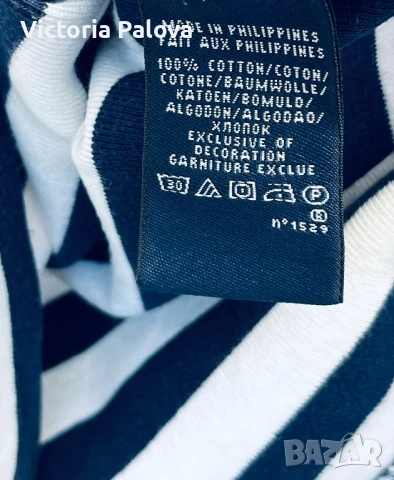 Victoria Palova
MADE IN PHILIPPINES
FAIT AUX PHILIPPINES
100% COTTON/COTON/
COTONE/BAUMWOLLE/
KATOEN/BOMULD/
ALGODON/ALGODAO/
ХЛОПОК
EXCLUSIVE OF
DECORATION
GARNITURE EXCLUE
30 P
R
n°1529
BAZAR